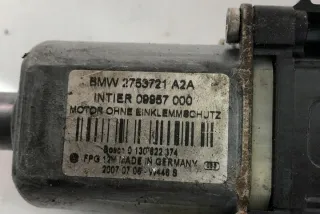 BMW 2753721 A2A
INTIER 09957 000
MOTOR OHNE EINKLEMMSCHUTZ
Bosch 0 130 822 374
FPG 12V MADE IN GERMANY
2007 07 06